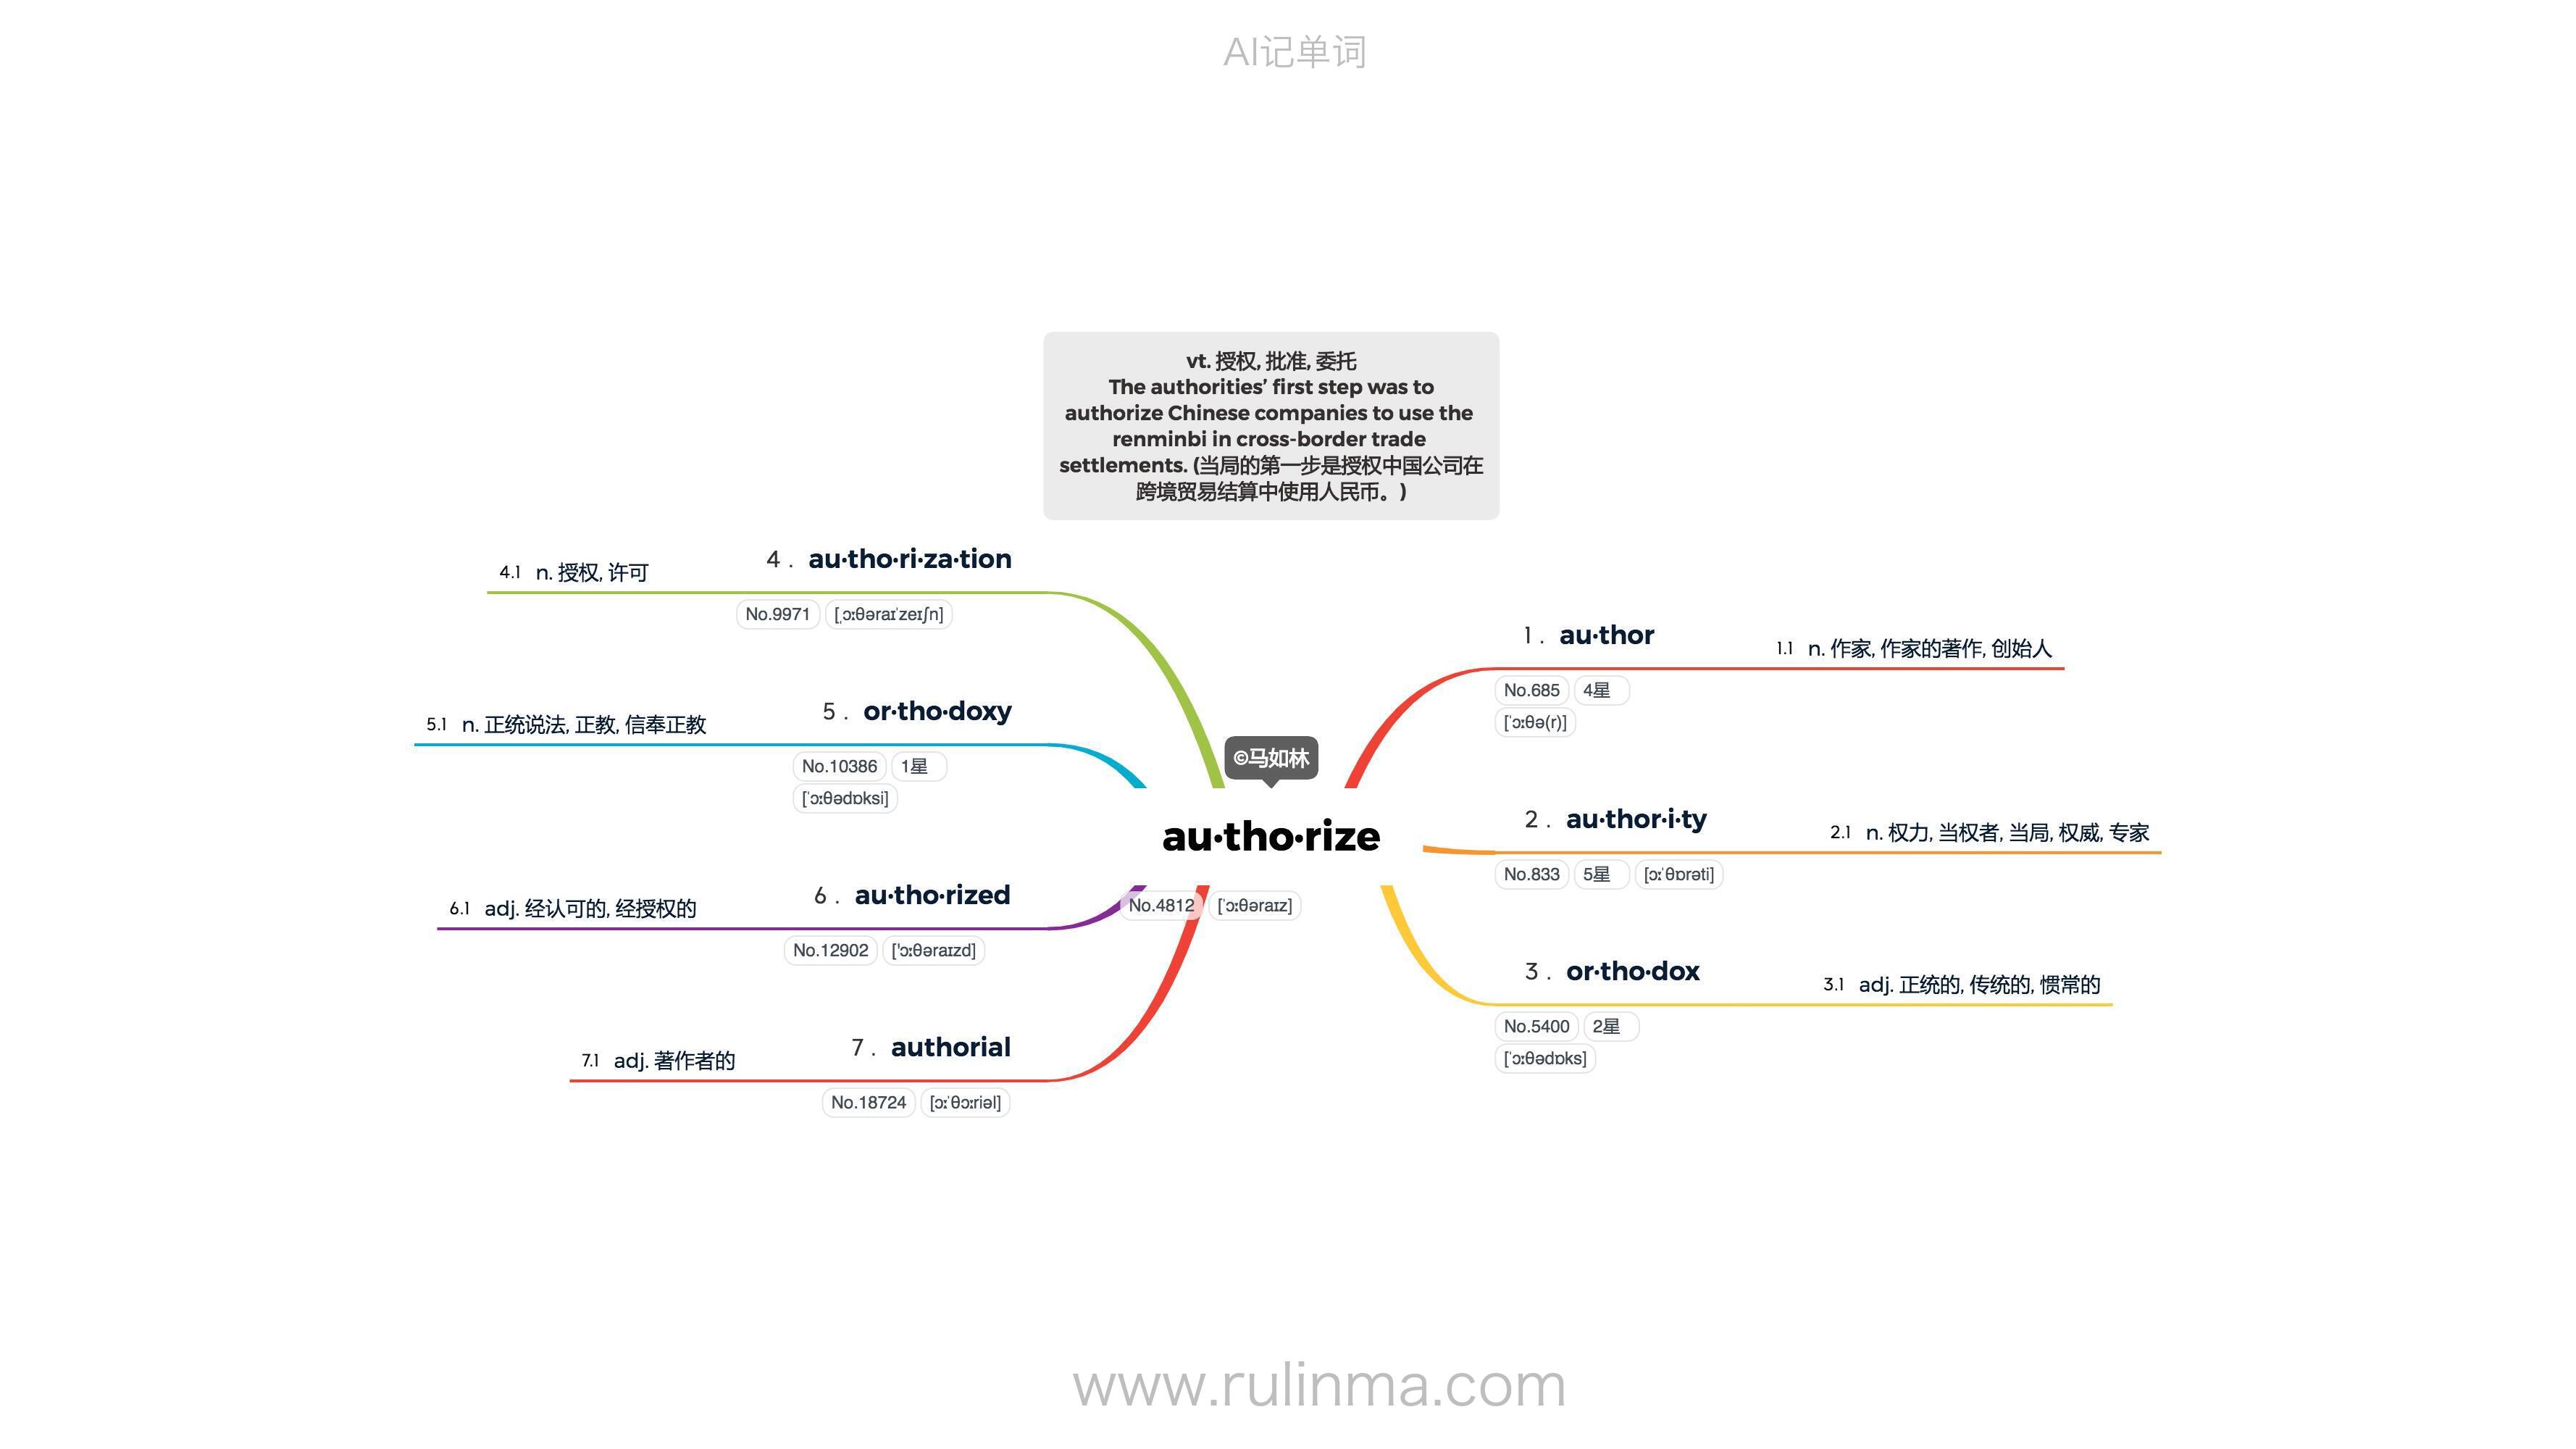 AI记单词
vt. 授权, 批准, 委托
The authorities’ first step was to
authorize Chinese companies to use the
renminbi in cross-border trade
settlements. (当局的第一步是授权中国公司在
跨境贸易结算中使用人民币。)
©马如林
au·tho·rize
No.4812 [ˈɔːθəraɪz]
1 . au·thor
1.1 n. 作家, 作家的著作, 创始人
No.685 4星
[ˈɔːθə(r)]
2 . au·thor·i·ty
2.1 n. 权力, 当权者, 当局, 权威, 专家
No.833 5星 [ɔːˈθɒrəti]
3 . or·tho·dox
3.1 adj. 正统的, 传统的, 惯常的
No.5400 2星
[ˈɔːθədɒks]
4 . au·tho·ri·za·tion
4.1 n. 授权, 许可
No.9971 [ˌɔːθəraɪˈzeɪʃn]
5 . or·tho·doxy
5.1 n. 正统说法, 正教, 信奉正教
No.10386 1星
[ˈɔːθədɒksi]
6 . au·tho·rized
6.1 adj. 经认可的, 经授权的
No.12902 ['ɔːθəraɪzd]
7 . authorial
7.1 adj. 著作者的
No.18724 [ɔːˈθɔːriəl]
www.rulinma.com